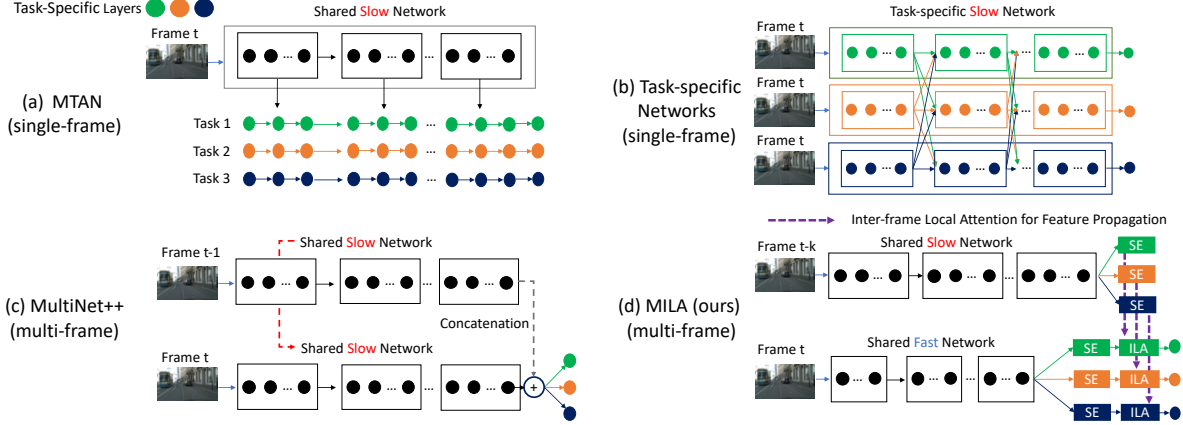 Task-Specific Layers
Shared Slow Network
Frame t
...
...
...
(a) MTAN
(single-frame)
Task 1
...
Task 2
...
Task 3
...
Task-specific Slow Network
Frame t
...
...
...
...
Frame t
...
...
...
...
Frame t
...
...
...
...
(b) Task-specific
Networks
(single-frame)
Shared Slow Network
Frame t-1
...
...
...
(c) MultiNet++
(multi-frame)
Concatenation
Shared Slow Network
Frame t
...
...
...
+
Inter-frame Local Attention for Feature Propagation
Frame t-k
Shared Slow Network
...
...
...
SE
SE
SE
(d) MILA (ours)
(multi-frame)
Shared Fast Network
Frame t
...
...
...
SE ILA
SE ILA
SE ILA